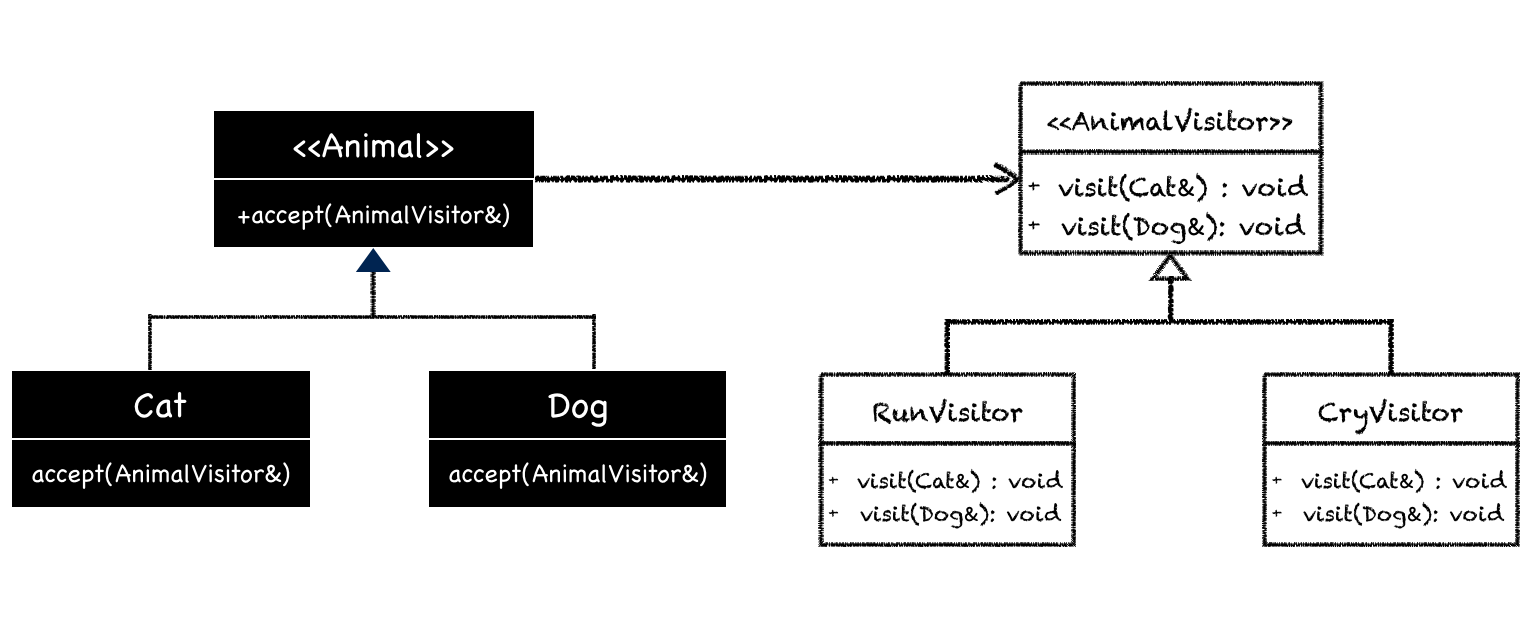 <<Animal>>
+accept(AnimalVisitor&)
Cat
accept(AnimalVisitor&)
Dog
accept(AnimalVisitor&)
<<AnimalVisitor>>
+ visit(Cat&) : void
+ visit(Dog&): void
RunVisitor
+ visit(Cat&) : void
+ visit(Dog&): void
CryVisitor
+ visit(Cat&) : void
+ visit(Dog&): void